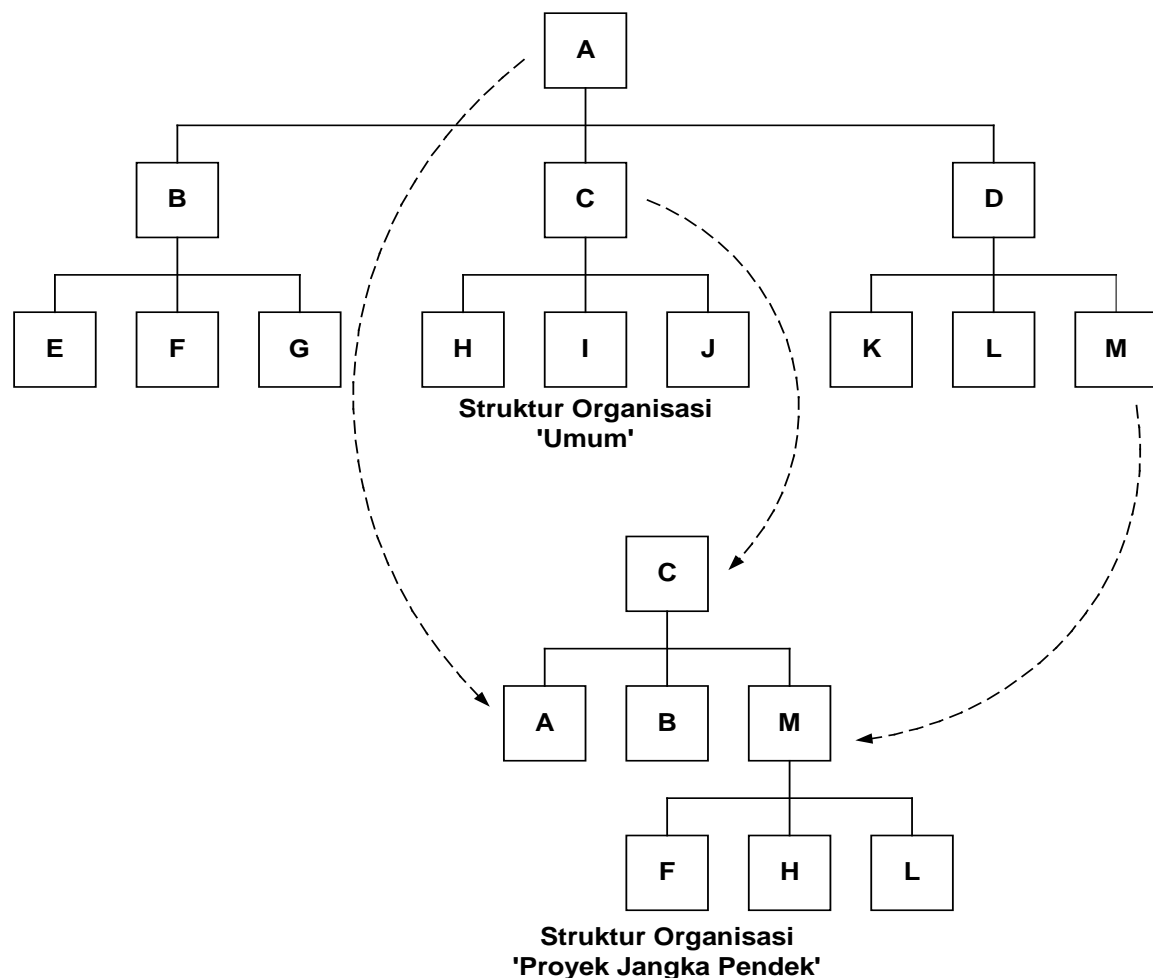 A
B C D
E F G H I J K L M
Struktur Organisasi
'Umum'
C
A B M
F H L
Struktur Organisasi
'Proyek Jangka Pendek'